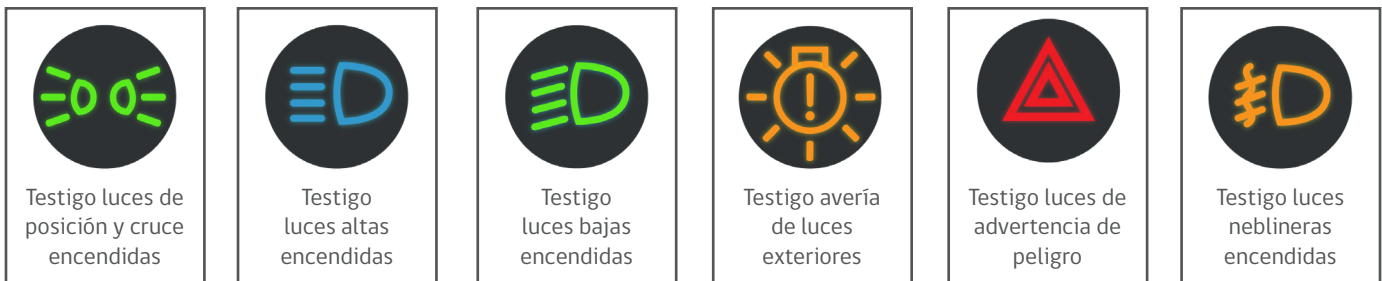 Testigo luces de
posición y cruce
encendidas
Testigo
luces altas
encendidas
Testigo
luces bajas
encendidas
Testigo avería
de luces
exteriores
Testigo luces de
advertencia de
peligro
Testigo luces
neblineras
encendidas